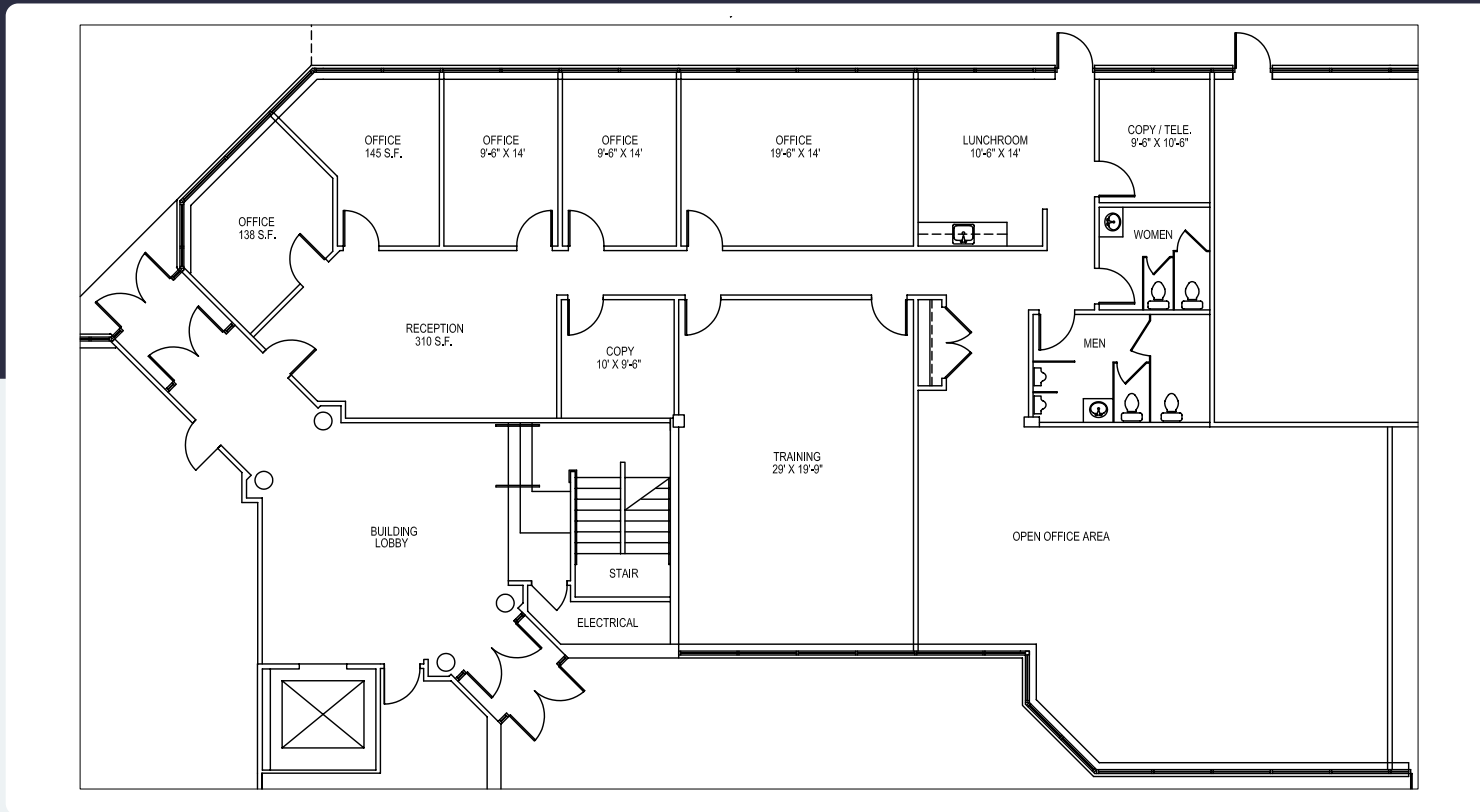 OFFICE
145 S.F.
OFFICE
9'-6" X 14'
OFFICE
9'-6" X 14'
OFFICE
19'-6" X 14'
LUNCHROOM
10'-6" X 14'
COPY / TELE.
9'-6" X 10'-6"
OFFICE
138 S.F.
WOMEN
RECEPTION
310 S.F.
COPY
10' X 9'-6"
MEN
TRAINING
29' X 19'-9"
BUILDING
LOBBY
OPEN OFFICE AREA
STAIR
ELECTRICAL